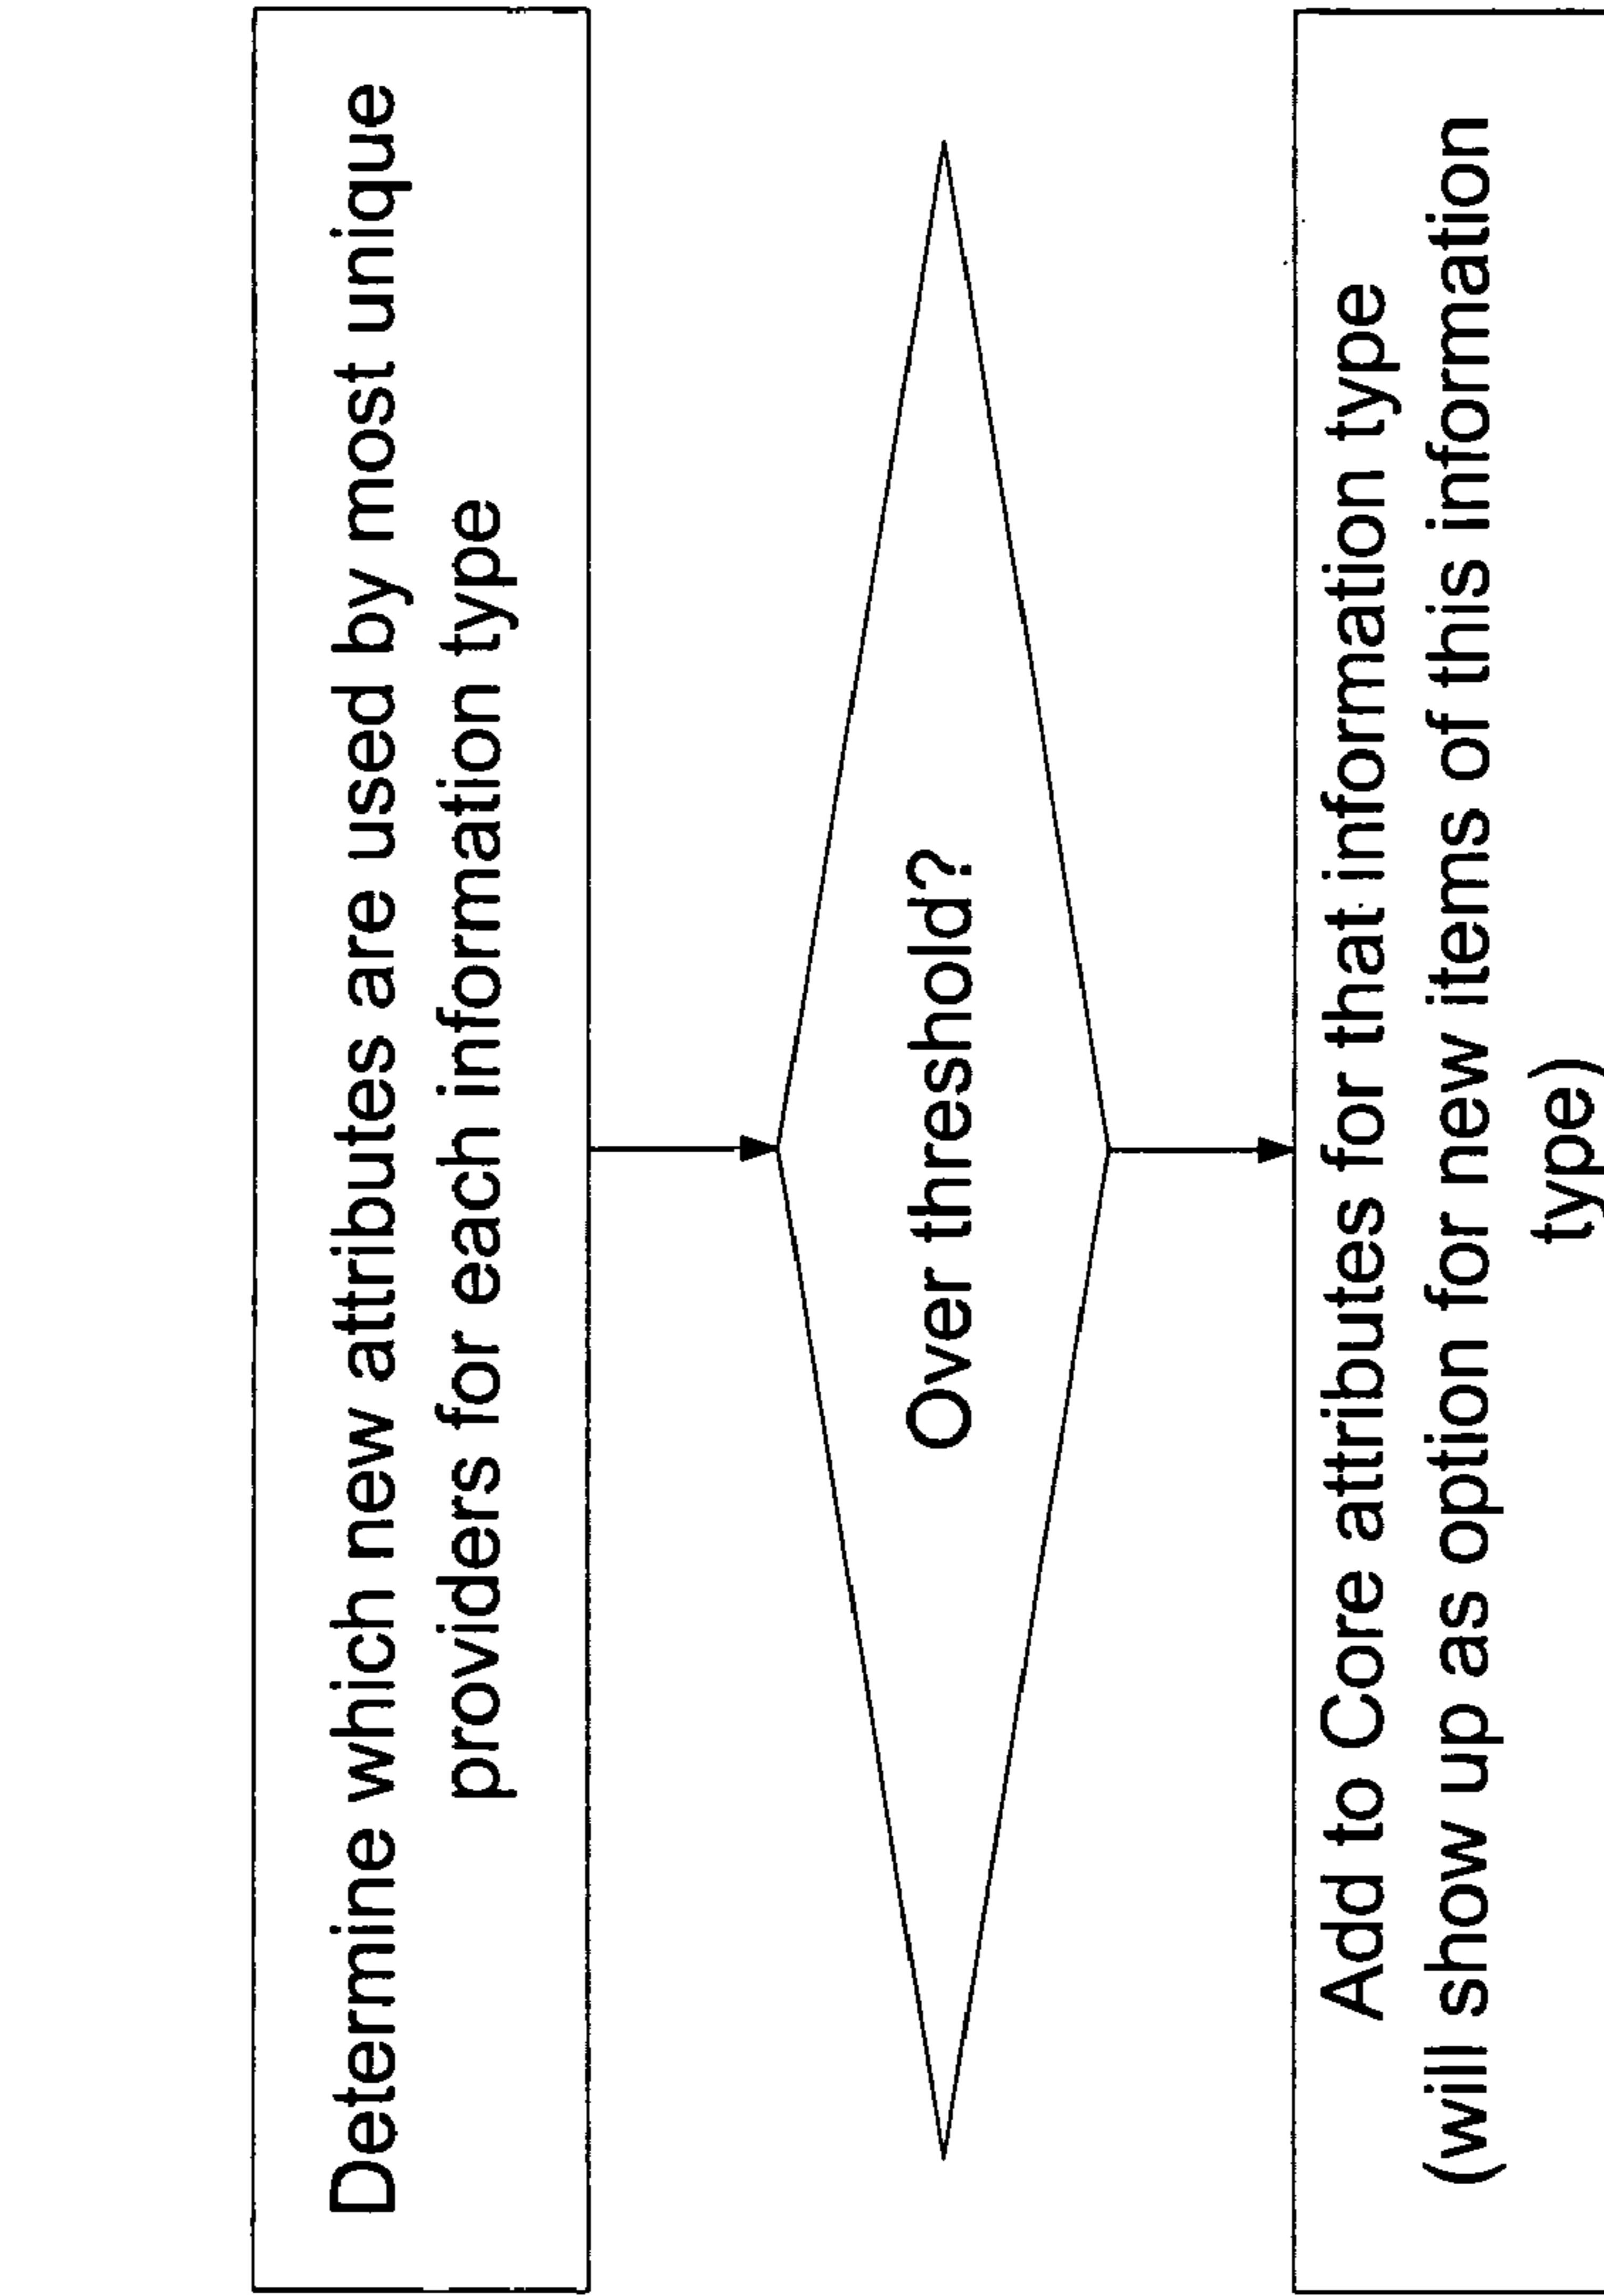 Determine which new attributes are used by most unique
providers for each information type
Over threshold?
Add to Core attributes for that information type
(will show up as option for new items of this information
type)